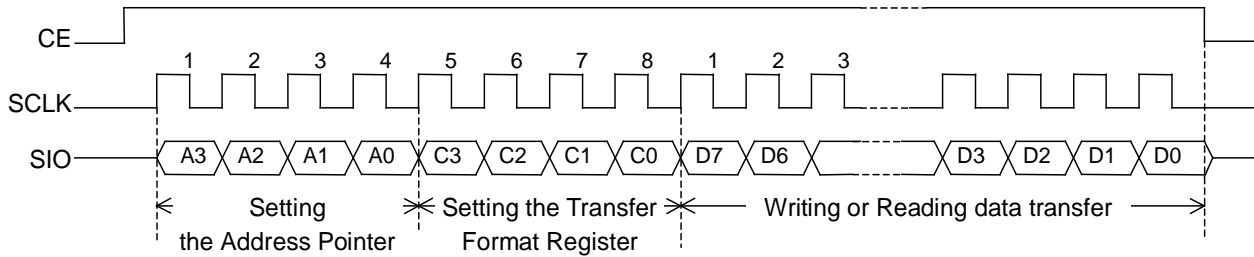 CE
1 2 3 4 5 6 7 8 1 2 3
SCLK
SIO A3 A2 A1 A0 C3 C2 C1 C0 D7 D6 D3 D2 D1 D0
Setting Setting the Transfer Writing or Reading data transfer
the Address Pointer Format Register